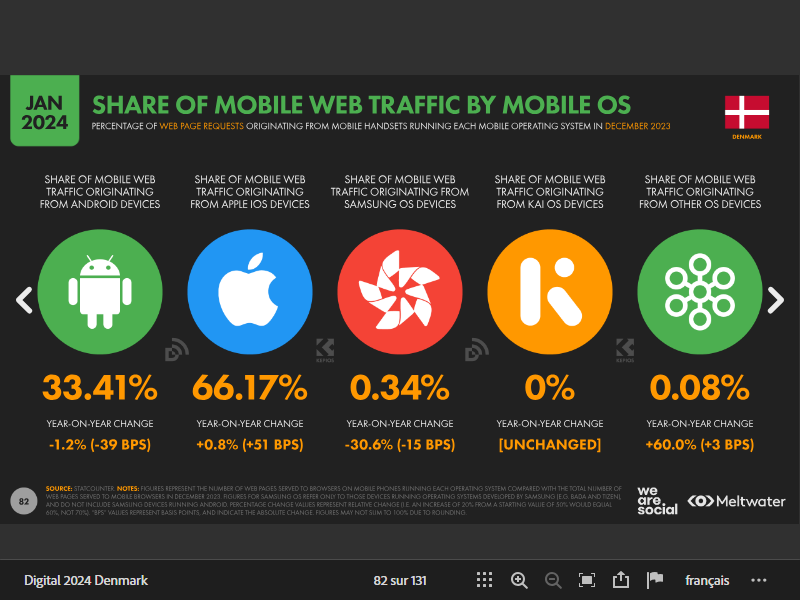 JAN
2024
SHARE OF MOBILE WEB TRAFFIC BY MOBILE OS
PERCENTAGE OF WEB PAGE REQUESTS ORIGINATING FROM MOBILE HANDSETS RUNNING EACH MOBILE OPERATING SYSTEM IN DECEMBER 2023
DENMARK
SHARE OF MOBILE WEB
TRAFFIC ORIGINATING
FROM ANDROID DEVICES
SHARE OF MOBILE WEB
TRAFFIC ORIGINATING
FROM APPLE IOS DEVICES
SHARE OF MOBILE WEB
TRAFFIC ORIGINATING FROM
SAMSUNG OS DEVICES
SHARE OF MOBILE WEB
TRAFFIC ORIGINATING
FROM KAI OS DEVICES
SHARE OF MOBILE WEB
TRAFFIC ORIGINATING
FROM OTHER OS DEVICES
KEPIOS
KEPIOS
33.41%
66.17%
0.34%
0%
0.08%
YEAR-ON-YEAR CHANGE
YEAR-ON-YEAR CHANGE
YEAR-ON-YEAR CHANGE
YEAR-ON-YEAR CHANGE
YEAR-ON-YEAR CHANGE
-1.2% (-39 BPS)
+0.8% (+51 BPS)
-30.6% (-15 BPS)
[UNCHANGED]
+60.0% (+3 BPS)
82
SOURCE: STATCOUNTER. NOTES: FIGURES REPRESENT THE NUMBER OF WEB PAGES SERVED TO BROWSERS ON MOBILE PHONES RUNNING EACH OPERATING SYSTEM COMPARED WITH THE TOTAL NUMBER OF
WEB PAGES SERVED TO MOBILE BROWSERS IN DECEMBER 2023. FIGURES FOR SAMSUNG OS REFER ONLY TO THOSE DEVICES RUNNING OPERATING SYSTEMS DEVELOPED BY SAMSUNG (E.G. BADA AND TIZEN),
AND DO NOT INCLUDE SAMSUNG DEVICES RUNNING ANDROID. PERCENTAGE CHANGE VALUES REPRESENT RELATIVE CHANGE (I.E. AN INCREASE OF 20% FROM A STARTING VALUE OF 50% WOULD EQUAL
60%, NOT 70%). "BPS" VALUES REPRESENT BASIS POINTS, AND INDICATE THE ABSOLUTE CHANGE. FIGURES MAY NOT SUM TO 100% DUE TO ROUNDING.
we
are.
social
Meltwater
Digital 2024 Denmark
82 sur 131
français